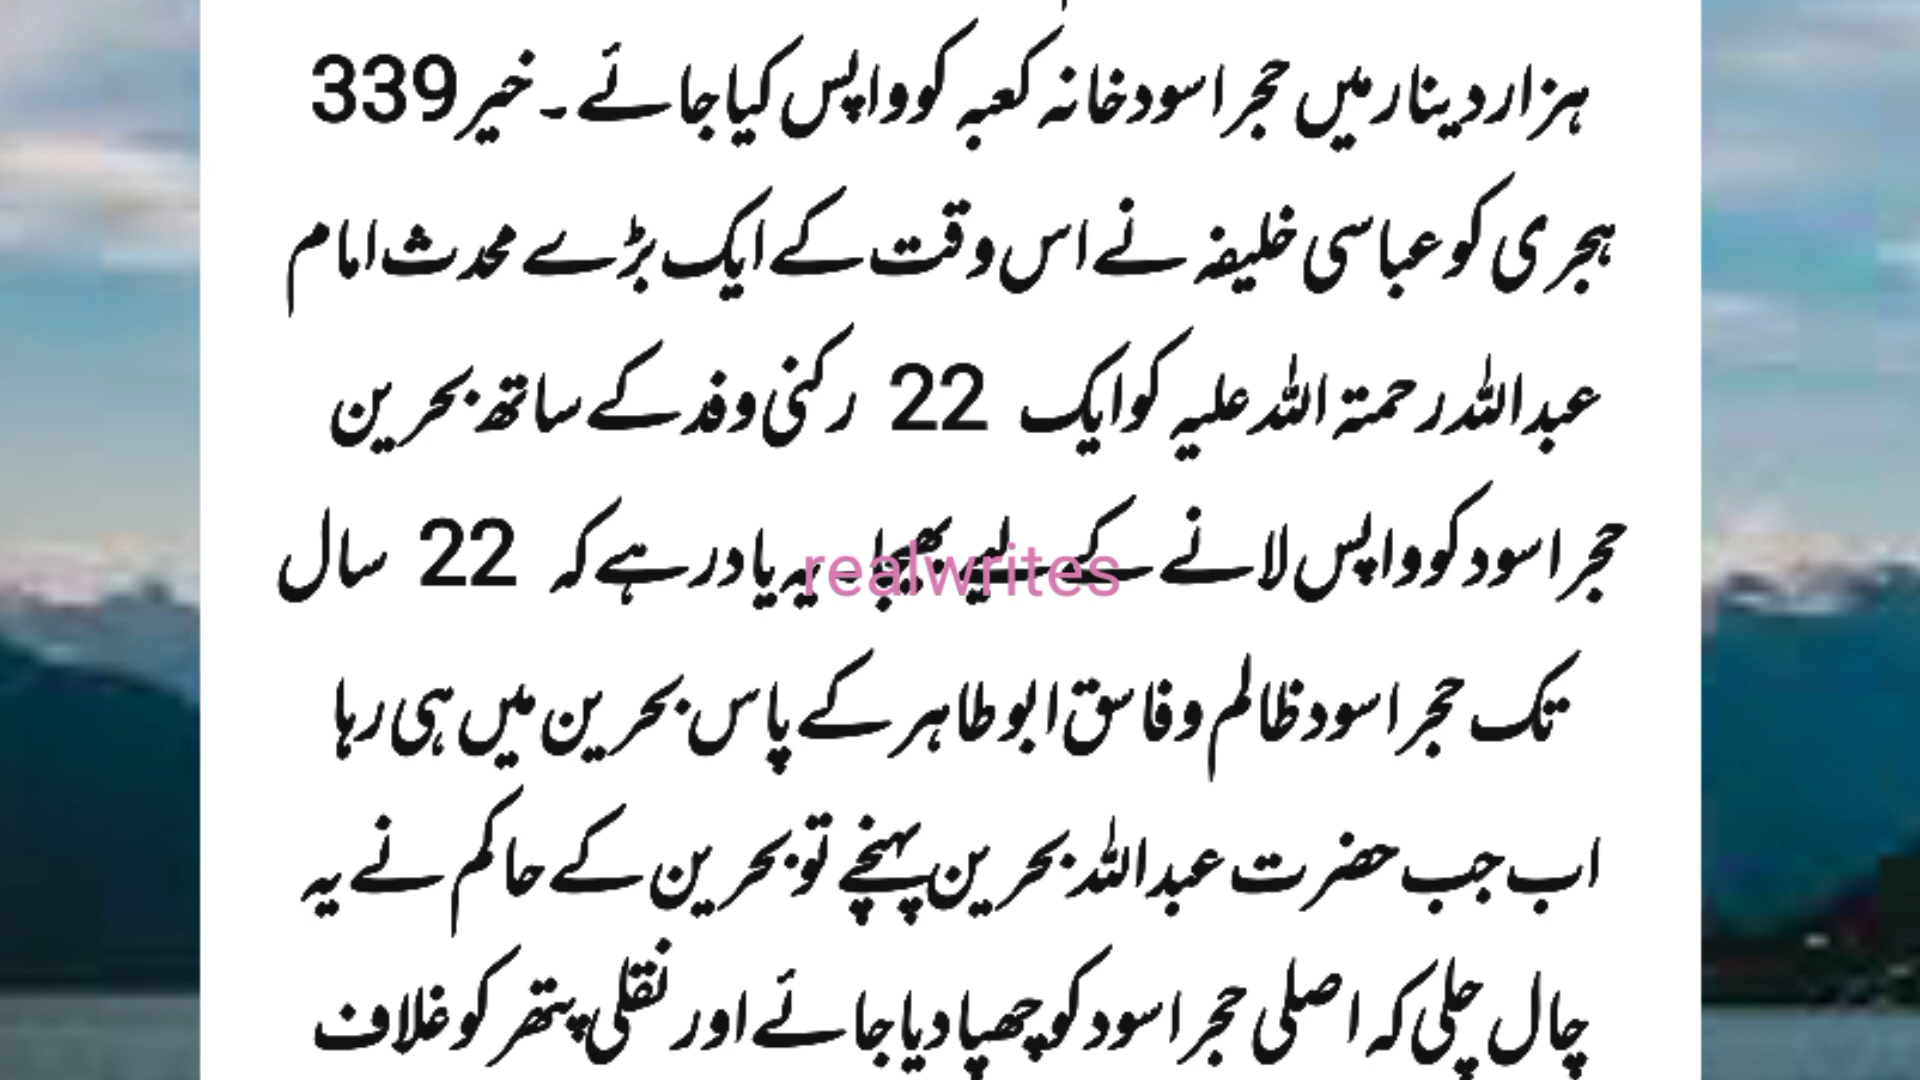 ہزار دینار میں حجر اسود خانہ کعبہ کو واپس کیا جائے ۔ خیر 339
ہجری کو عباسی خلیفہ نے اس وقت کے ایک بڑے محدث امام
عبداللہ رحمتہ اللہ علیہ کو ایک 22 رکنی وفد کے ساتھ بحرین
حجر اسود کو واپس لانے کے لیے بھیجا۔ یہ یاد رہے کہ 22 سال
realwrites
تک حجر اسود ظالم و فاسق ابو طاہر کے پاس بحرین میں ہی رہا
اب جب حضرت عبداللہ بحرین پہنچے تو بحرین کے حاکم نے یہ
چال چلی کہ اصلی حجر اسود کو چھپا دیا جائے اور نقلی پتھر کو غلاف